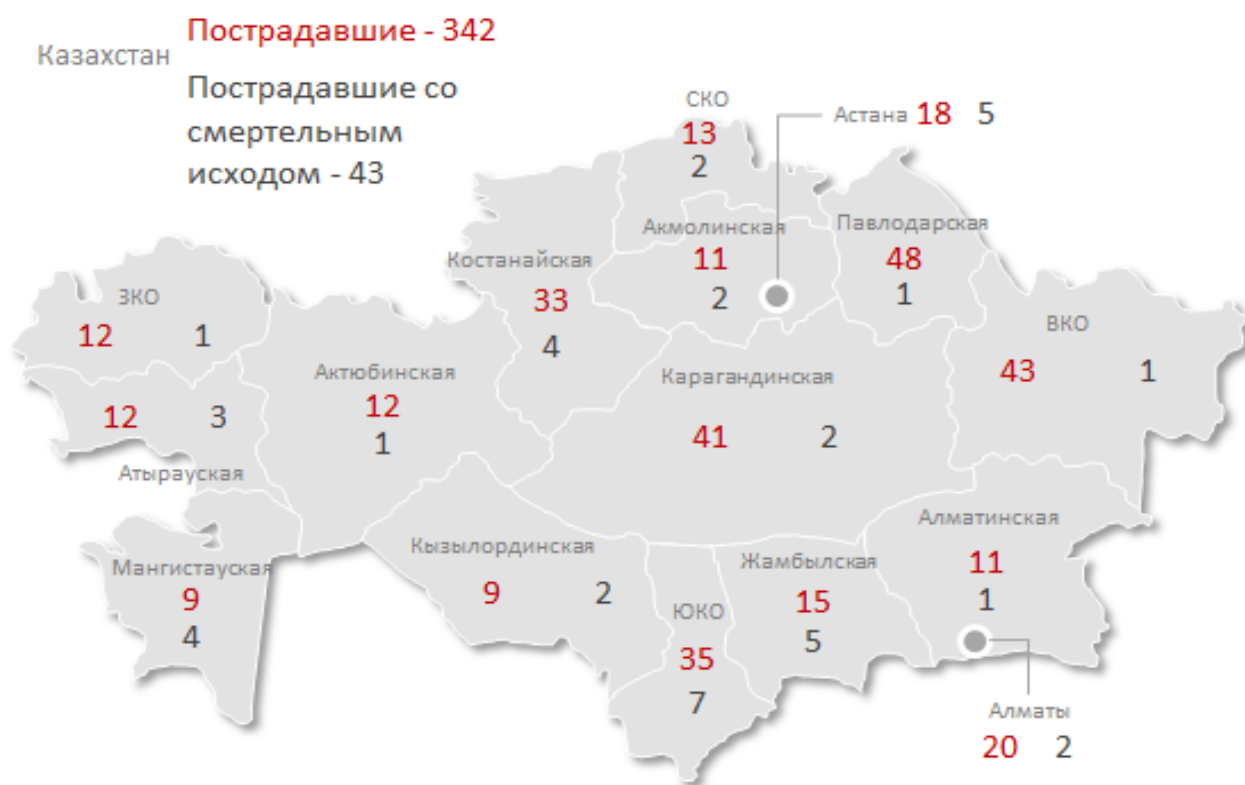 Казахстан
Пострадавшие - 342
Пострадавшие со
смертельным
исходом - 43
СКО
13
2
Астана 18 5
Акмолинская
11
2
Павлодарская
48
1
Костанайская
33
4
ЗКО
12 1
ВКО
43 1
Актюбинская
12
1
Карагандинская
41 2
12 3
Атырауская
Алматинская
11
1
Кызылординская
9 2
Жамбылская
15
5
Мангистауская
9
4
ЮКО
35
7
Алматы
20 2